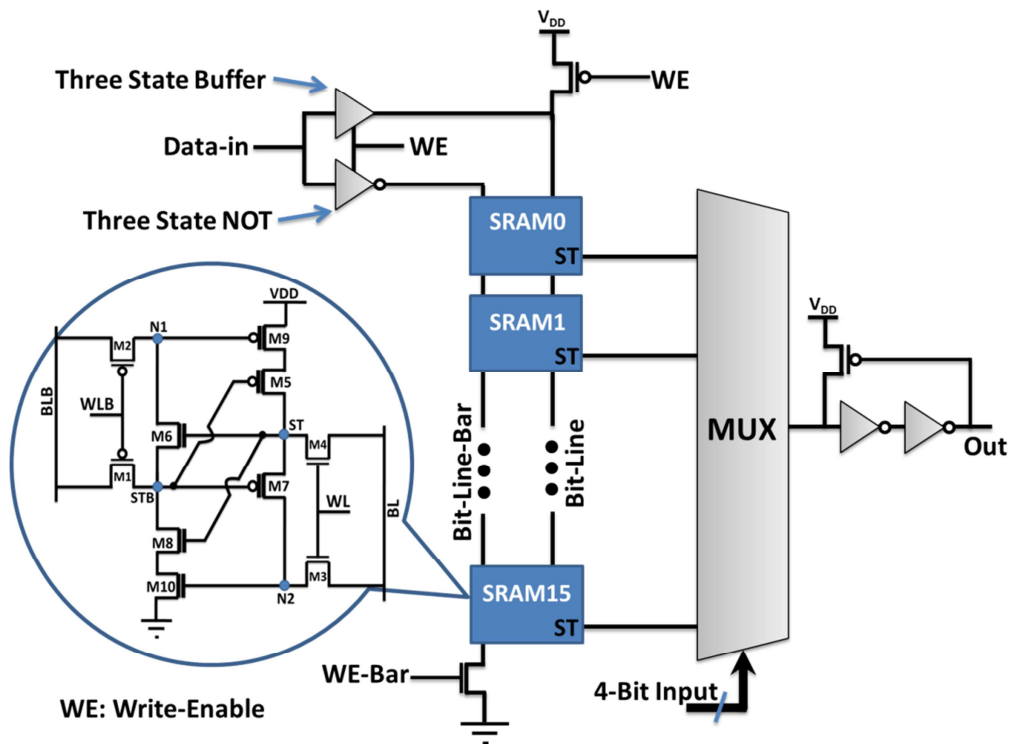 VDD
Three State Buffer
WE
Data-in
WE
Three State NOT
SRAM0
ST
SRAM1
ST
VDD
N1
M9
M2
M5
BLB
WLB
ST
M6
M4
M1
M7
STB
WL
BL
M8
M10
N2
M3
Bit-Line-Bar
Bit-Line
MUX
VDD
Out
SRAM15
ST
WE-Bar
4-Bit Input
WE: Write-Enable